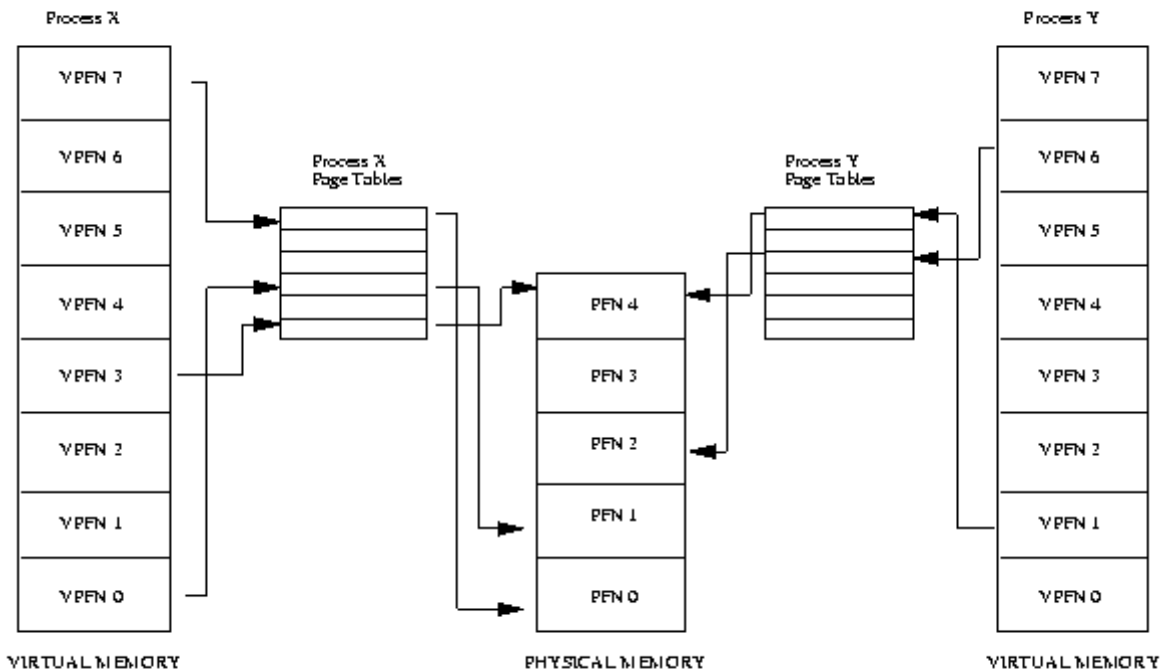 Process X
Process Y
VPFN 7
VPFN 6
VPFN 5
VPFN 4
VPFN 3
VPFN 2
VPFN 1
VPFN 0
VIRTUAL MEMORY
Process X
Page Tables
PFN 4
PFN 3
PFN 2
PFN 1
PFN 0
PHYSICAL MEMORY
Process Y
Page Tables
VPFN 7
VPFN 6
VPFN 5
VPFN 4
VPFN 3
VPFN 2
VPFN 1
VPFN 0
VIRTUAL MEMORY